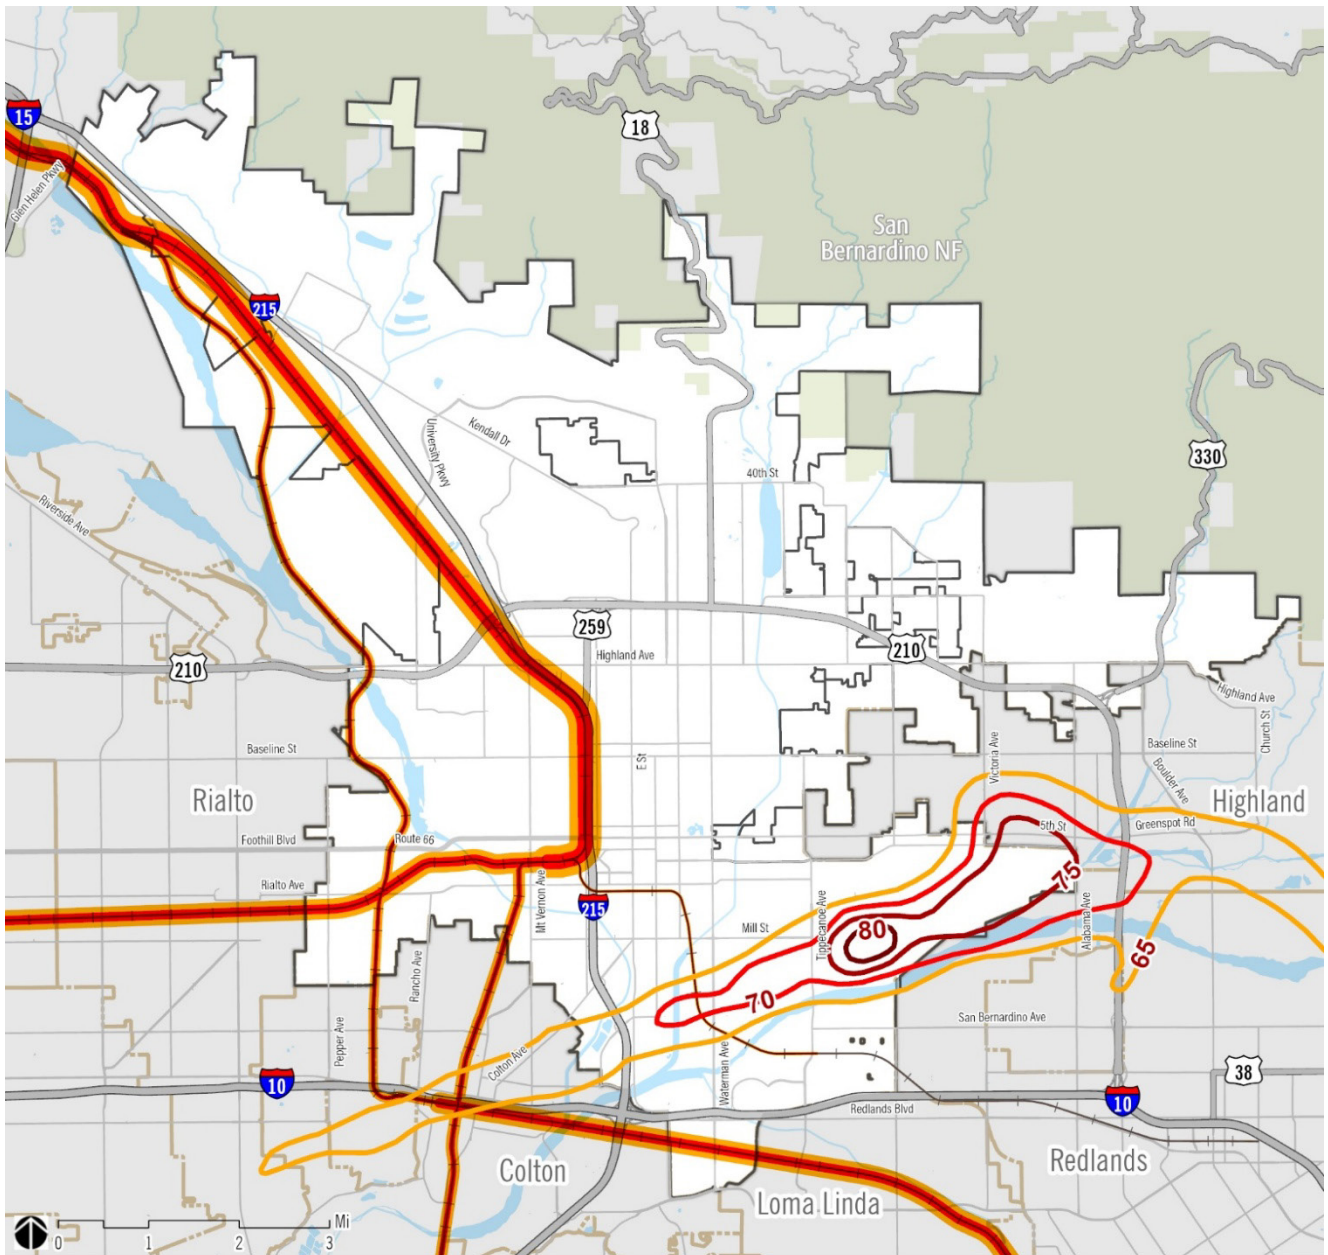 15
18
Glen Helen Pkwy
San
Bernardino NF
215
University Pkwy
Kendall Dr
40th St
330
Riverside Ave
259
210
Highland Ave
210
Highland Ave
Church St
Baseline St
E St
Victoria Ave
Baseline St
Boulder Ave
Rialto
Highland
Foothill Blvd
Route 66
5th St
Greenspot Rd
Rialto Ave
Mt Vernon Ave
75
215
Mill St
Tippecanoe Ave
80
Alabama Ave
65
Rancho Ave
70
San Bernardino Ave
Pepper Ave
Colton Ave
Waterman Ave
10
38
Redlands Blvd
10
Colton
Redlands
Loma Linda
Mi
0 1 2 3